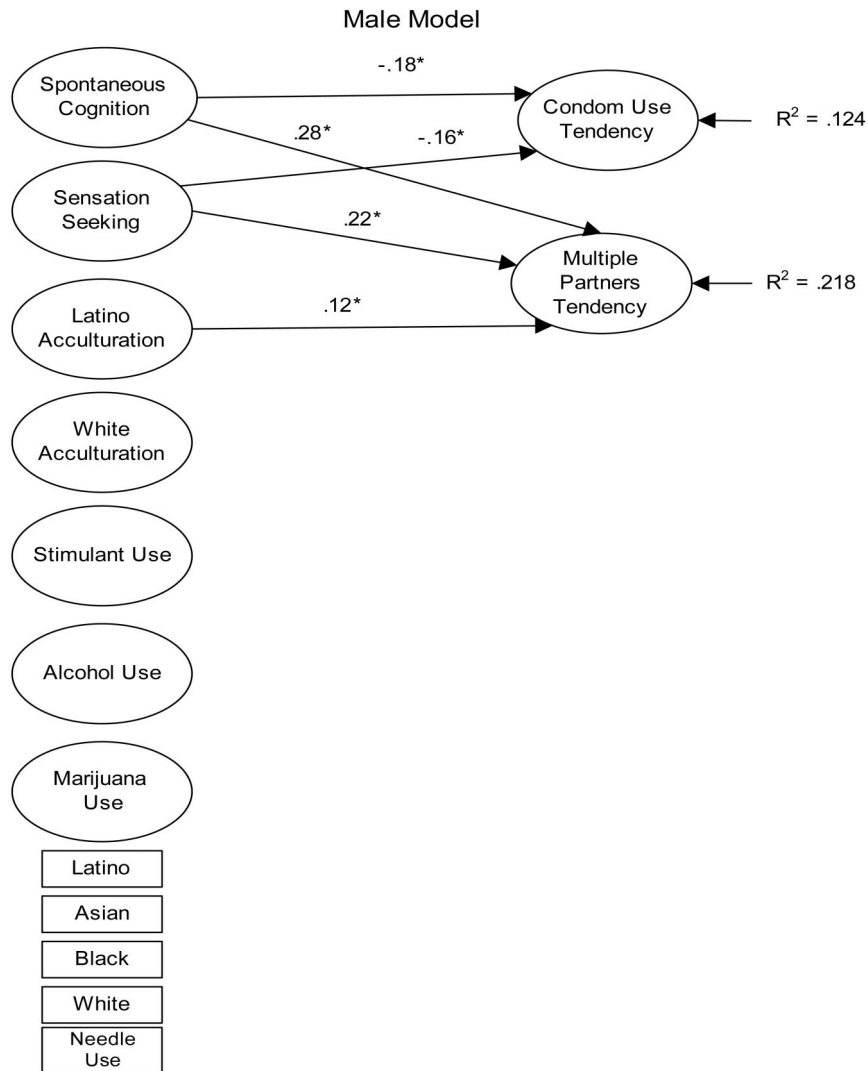 Male Model
Spontaneous
Cognition
-.18*
Condom Use
Tendency
R² = .124
.28*
-.16*
Sensation
Seeking
.22*
Multiple
Partners
Tendency
R² = .218
Latino
Acculturation
.12*
White
Acculturation
Stimulant Use
Alcohol Use
Marijuana
Use
Latino
Asian
Black
White
Needle
Use